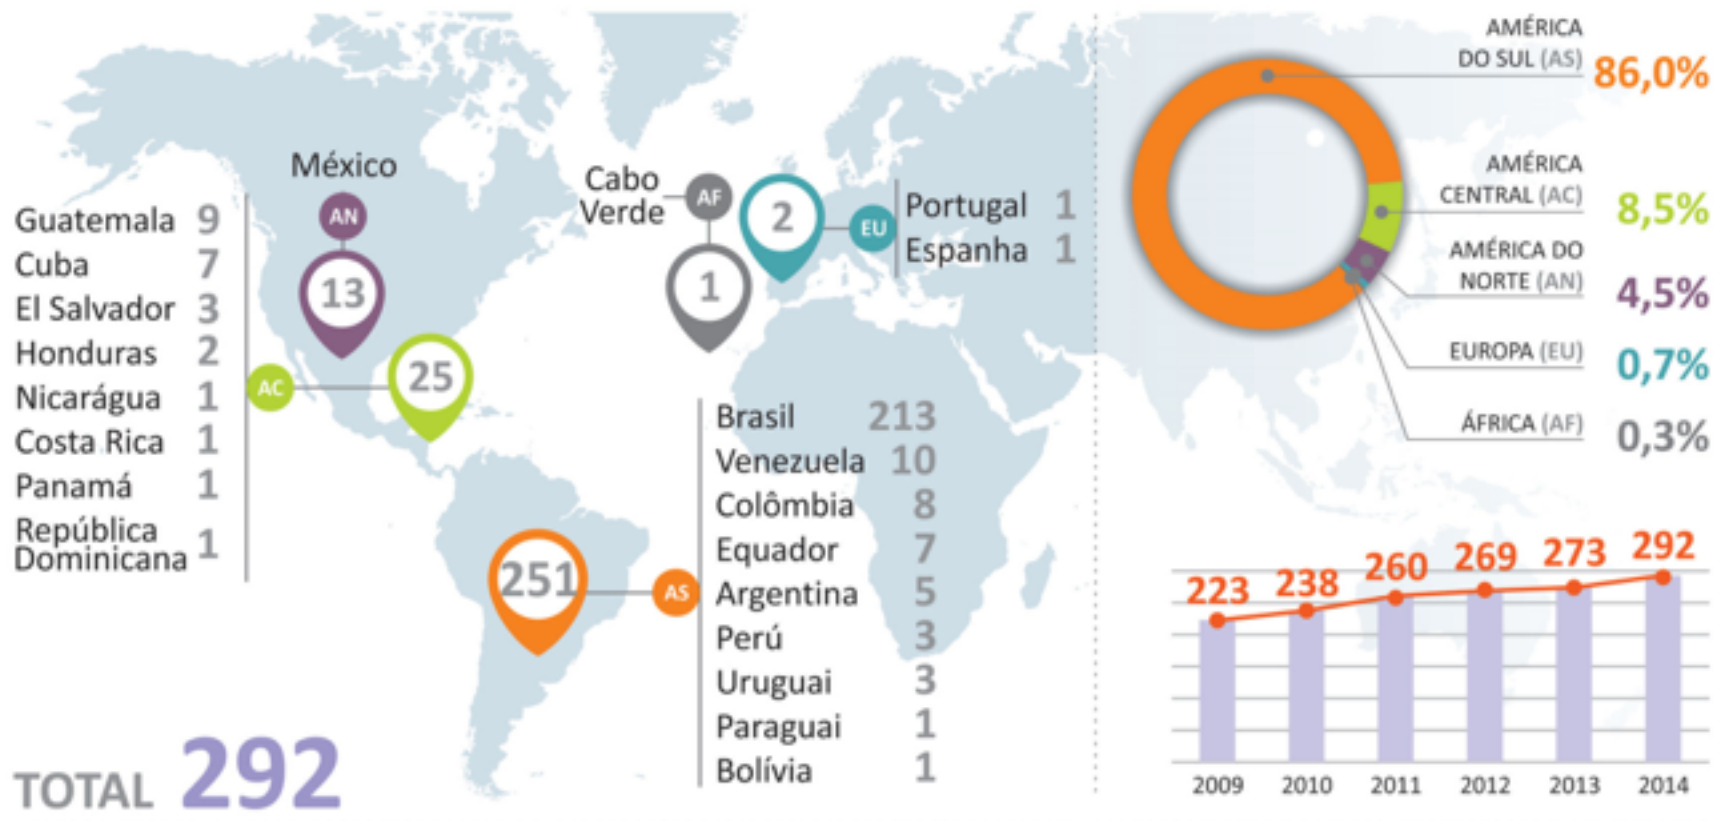 México
AN
13
Guatemala 9
Cuba 7
El Salvador 3
Honduras 2
Nicarágua 1
Costa Rica 1
Panamá 1
República
Dominicana 1
AC
25
Cabo
Verde
AF
1
2
EU
Portugal 1
Espanha 1
251
AS
Brasil 213
Venezuela 10
Colômbia 8
Equador 7
Argentina 5
Perú 3
Uruguai 3
Paraguai 1
Bolívia 1
TOTAL 292
AMÉRICA
DO SUL (AS)
86,0%
AMÉRICA
CENTRAL (AC)
8,5%
AMÉRICA DO
NORTE (AN)
4,5%
EUROPA (EU)
0,7%
ÁFRICA (AF)
0,3%
223 238 260 269 273 292
2009 2010 2011 2012 2013 2014